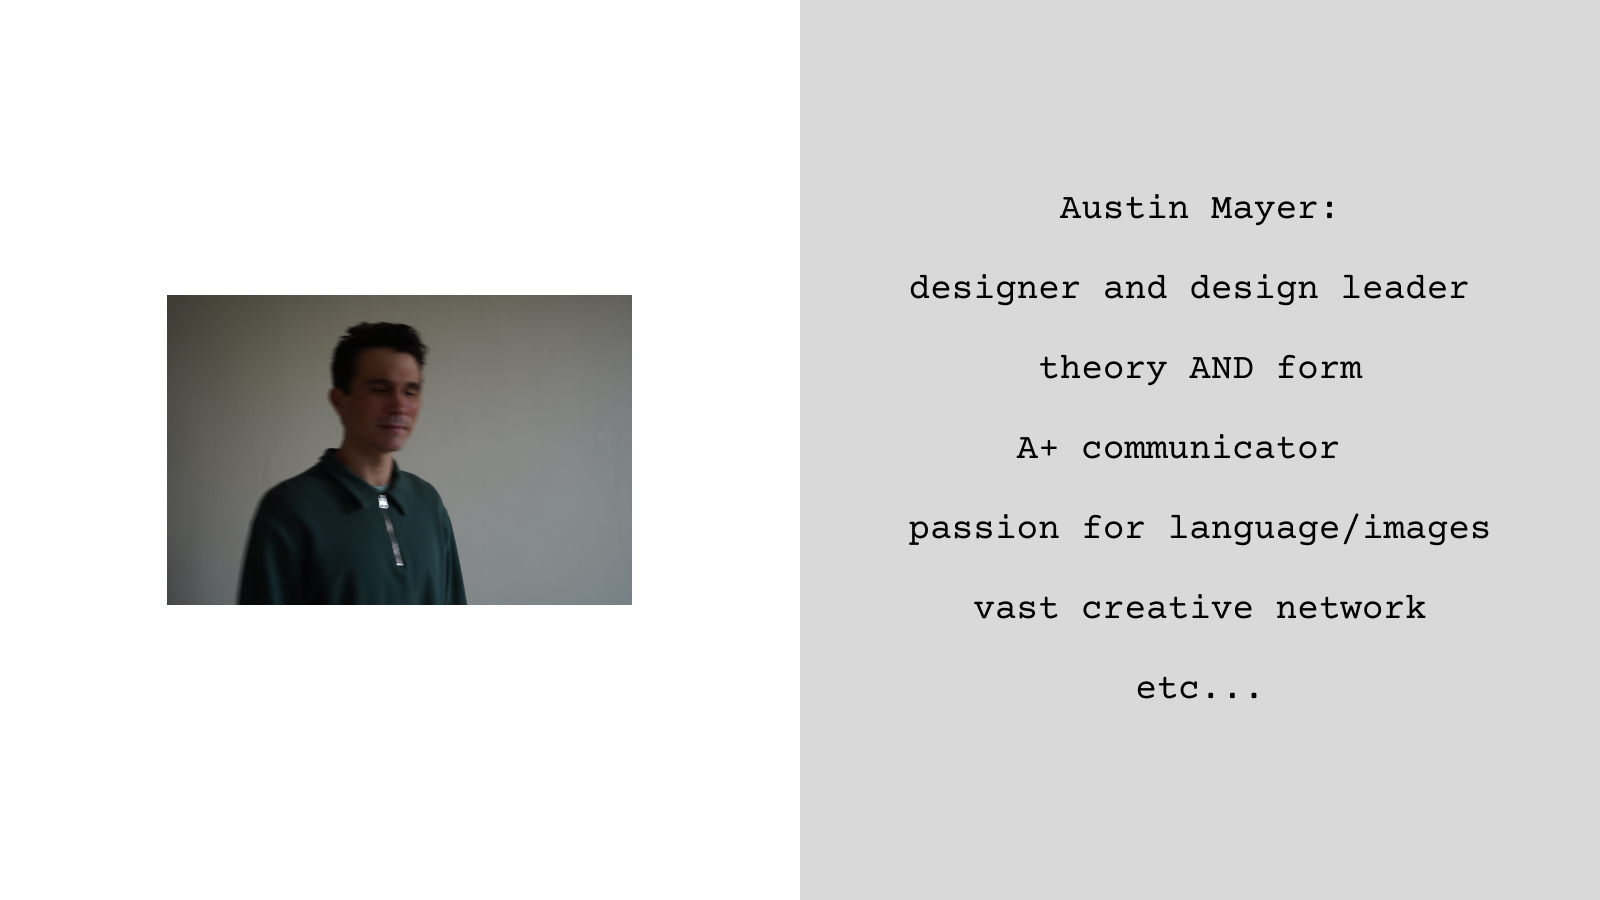 Austin Mayer:
designer and design leader
theory AND form
A+ communicator
passion for language/images
vast creative network
etc...